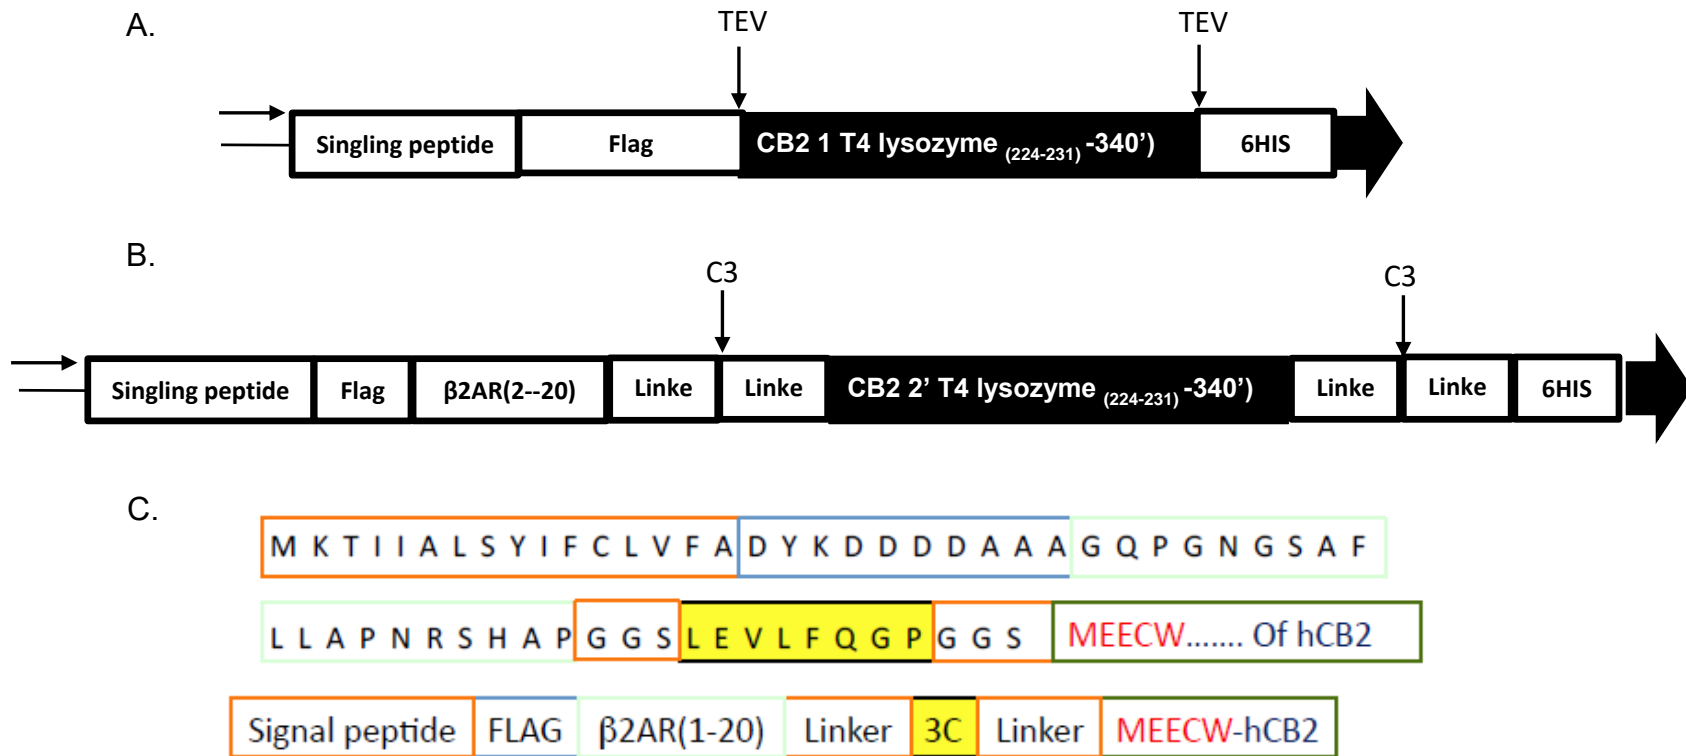 A.
TEV TEV
Singling peptide Flag CB2 1 T4 lysozyme (224-231) -340') 6HIS
B.
C3 C3
Singling peptide Flag β2AR(2--20) Linke Linke CB2 2' T4 lysozyme (224-231) -340') Linke Linke 6HIS
C.
M K T I I A L S Y I F C L V F A D Y K D D D D A A A G Q P G N G S A F
L L A P N R S H A P G G S L E V L F Q G P G G S MEECW....... Of hCB2
Signal peptide FLAG β2AR(1-20) Linker 3C Linker MEECW-hCB2